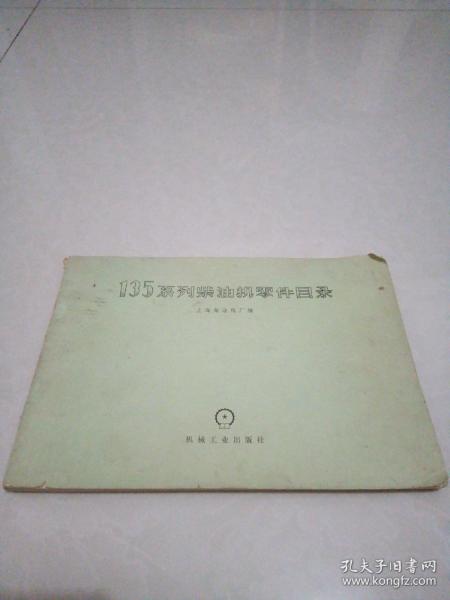 135系列柴油机零件目录
上海柴油机厂编
机械工业出版社
孔夫子旧书网
www.kongfz.com